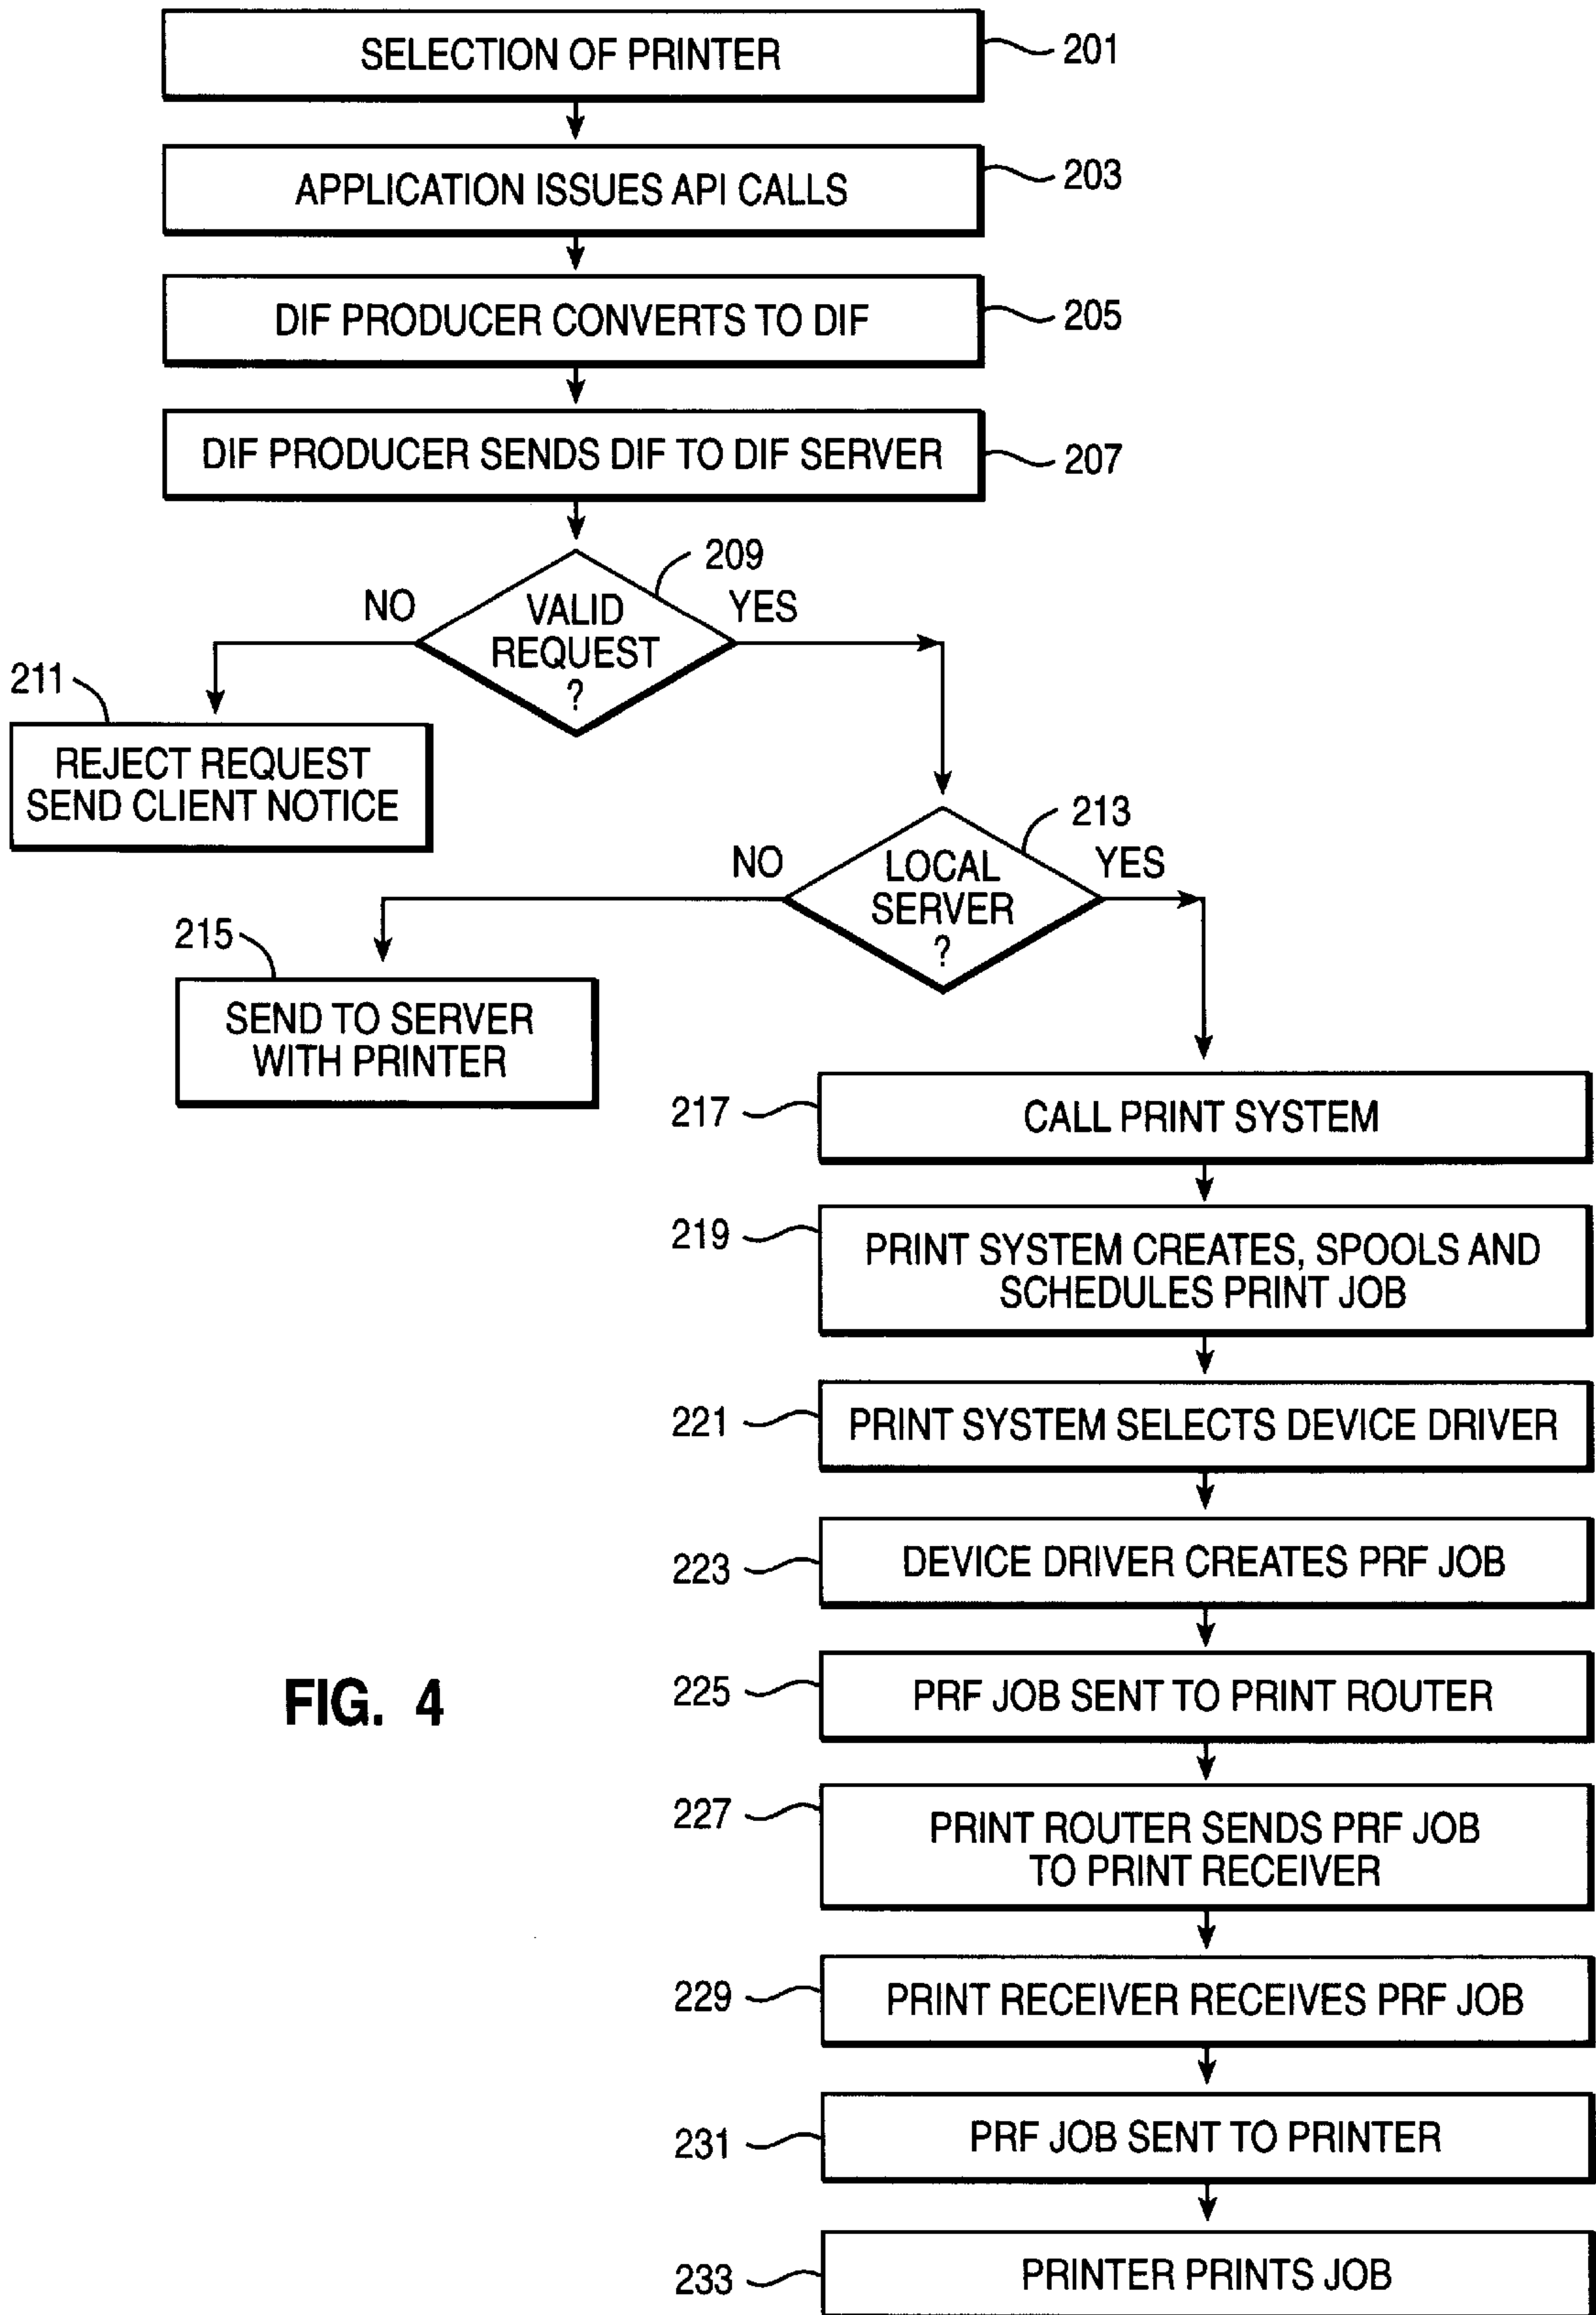 SELECTION OF PRINTER
201
APPLICATION ISSUES API CALLS
203
DIF PRODUCER CONVERTS TO DIF
205
DIF PRODUCER SENDS DIF TO DIF SERVER
207
209
NO
VALID
REQUEST
?
YES
211
REJECT REQUEST
SEND CLIENT NOTICE
213
NO
LOCAL
SERVER
?
YES
215
SEND TO SERVER
WITH PRINTER
217
CALL PRINT SYSTEM
219
PRINT SYSTEM CREATES, SPOOLS AND
SCHEDULES PRINT JOB
221
PRINT SYSTEM SELECTS DEVICE DRIVER
223
DEVICE DRIVER CREATES PRF JOB
FIG. 4
225
PRF JOB SENT TO PRINT ROUTER
227
PRINT ROUTER SENDS PRF JOB
TO PRINT RECEIVER
229
PRINT RECEIVER RECEIVES PRF JOB
231
PRF JOB SENT TO PRINTER
233
PRINTER PRINTS JOB